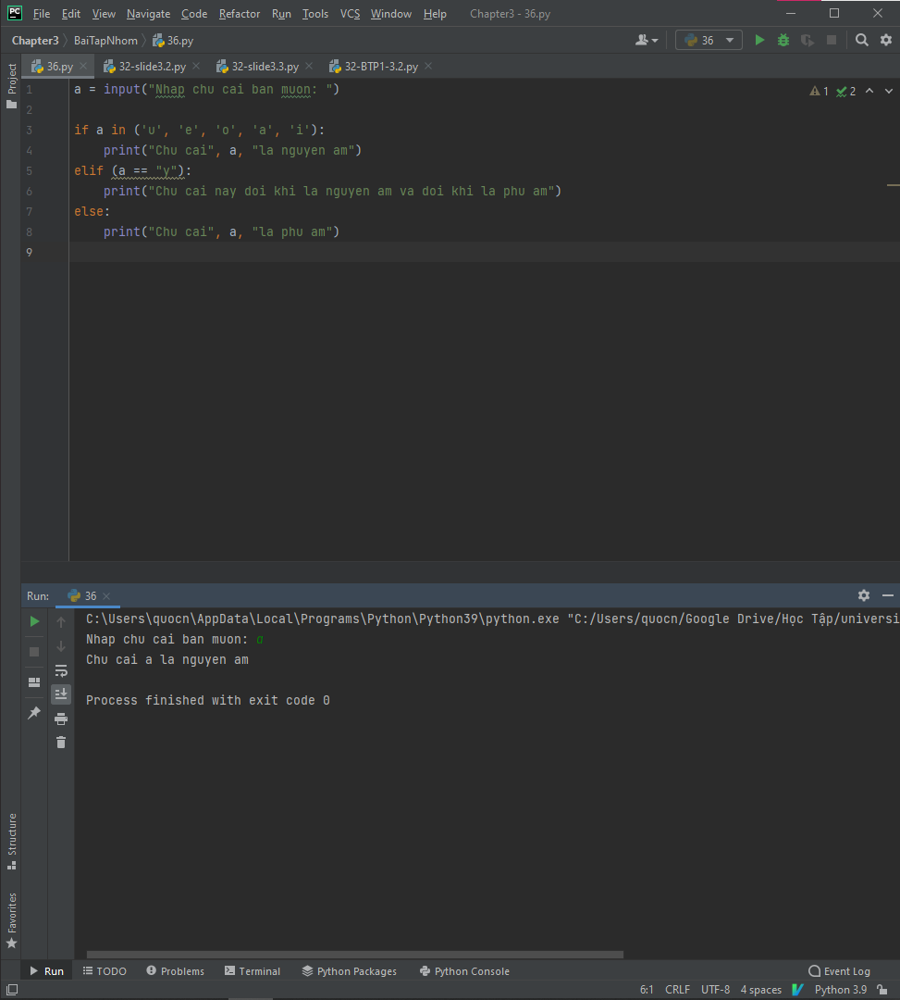 PC File Edit View Navigate Code Refactor Run Tools VCS Window Help Chapter3 - 36.py
Chapter3 BaiTapNhom 36.py 36
36.py 32-slide3.2.py 32-slide3.3.py 32-BTP1-3.2.py
Project
1 a = input("Nhap chu cai ban muon: ") 1 2
2
3 if a in ('u', 'e', 'o', 'a', 'i'):
4 print("Chu cai", a, "la nguyen am")
5 elif (a == "y"):
6 print("Chu cai nay doi khi la nguyen am va doi khi la phu am")
7 else:
8 print("Chu cai", a, "la phu am")
9
Run: 36
C:\Users\quocn\AppData\Local\Programs\Python\Python39\python.exe "C:/Users/quocn/Google Drive/Học Tập/universi
Nhap chu cai ban muon: a
Chu cai a la nguyen am
Process finished with exit code 0
Structure
Favorites
Run TODO Problems Terminal Python Packages Python Console Event Log
6:1 CRLF UTF-8 4 spaces Python 3.9